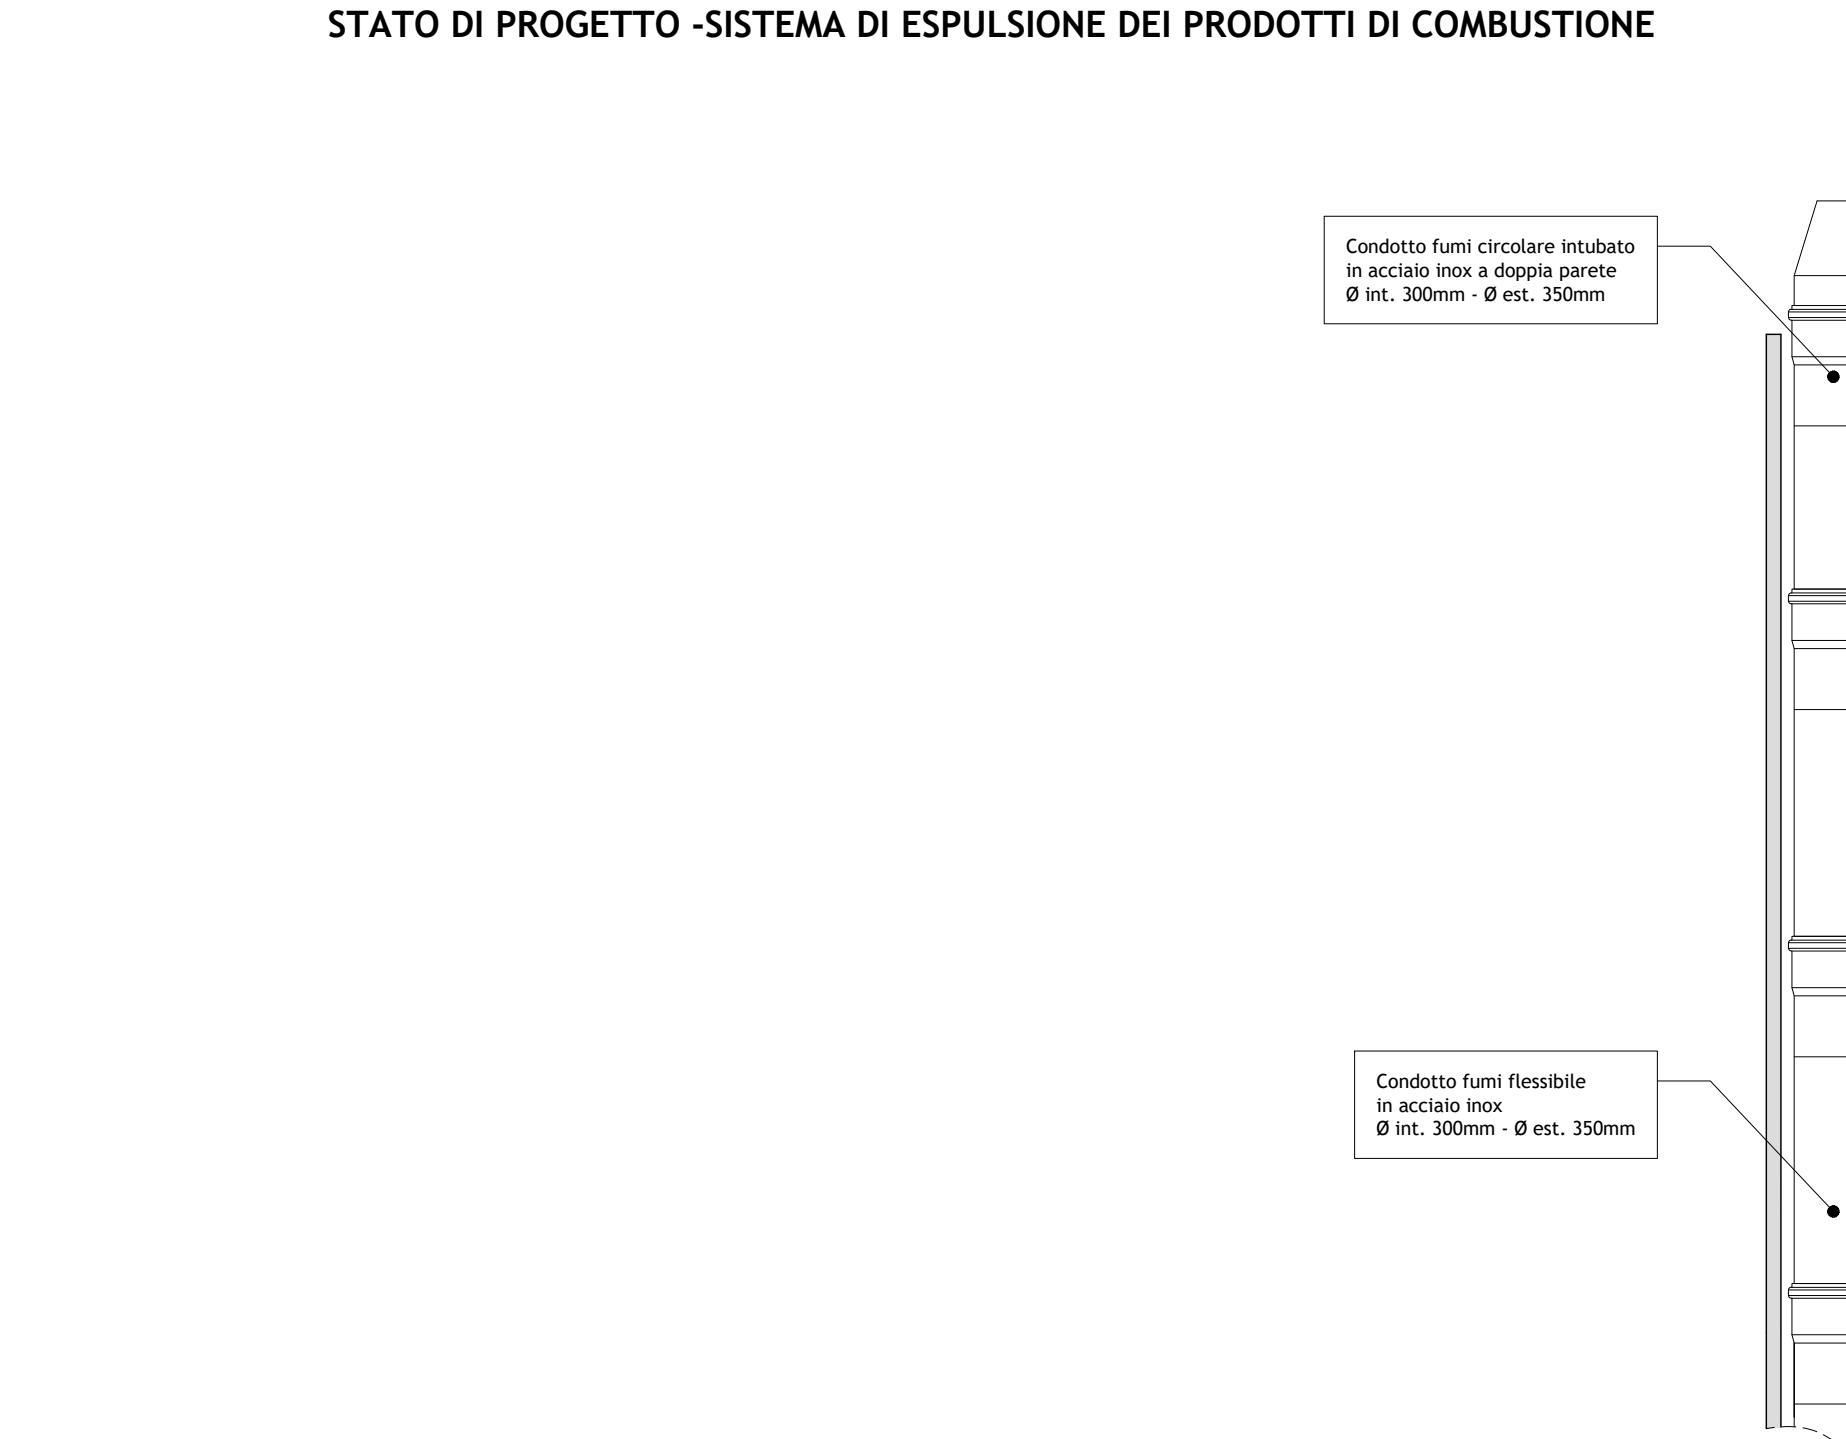 STATO DI PROGETTO -SISTEMA DI ESPULSIONE DEI PRODOTTI DI COMBUSTIONE
Condotto fumi circolare intubato
in acciaio inox a doppia parete
Ø int. 300mm - Ø est. 350mm
Condotto fumi flessibile
in acciaio inox
Ø int. 300mm - Ø est. 350mm